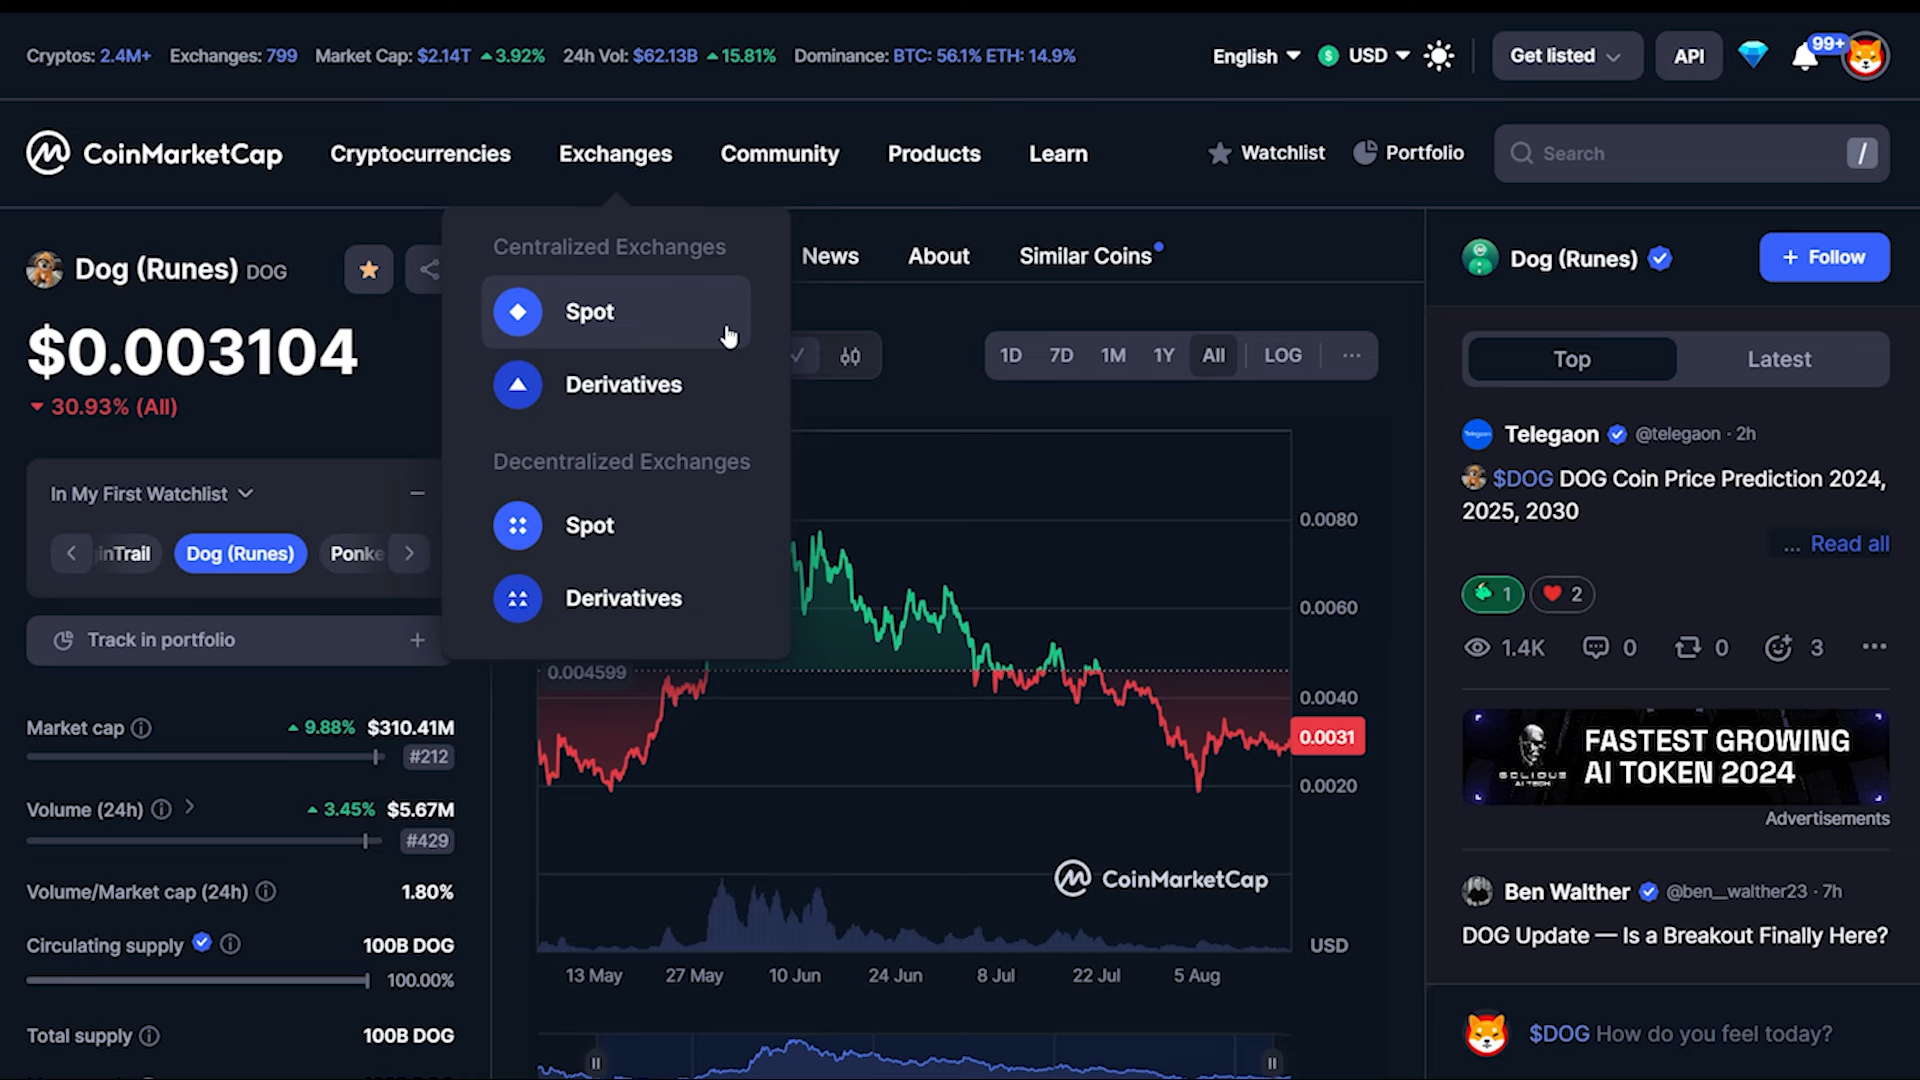 Cryptos: 2.4M+ Exchanges: 799 Market Cap: $2.14T 3.92% 24h Vol: $62.13B 15.81% Dominance: BTC: 56.1% ETH: 14.9%
English USD Get listed API 99+
CoinMarketCap Cryptocurrencies Exchanges Community Products Learn Watchlist Portfolio Search /
Dog (Runes) DOG
$0.003104
30.93% (All)
In My First Watchlist
inTrail Dog (Runes) Ponke
Track in portfolio +
Market cap 9.88% $310.41M
#212
Volume (24h) 3.45% $5.67M
#429
Volume/Market cap (24h) 1.80%
Circulating supply 100B DOG
100.00%
Total supply 100B DOG
Centralized Exchanges
Spot
Derivatives
Decentralized Exchanges
Spot
Derivatives
News About Similar Coins
1D 7D 1M 1Y All LOG ...
0.0080
0.0060
0.004599
0.0040
0.0031
0.0020
CoinMarketCap
USD
13 May 27 May 10 Jun 24 Jun 8 Jul 22 Jul 5 Aug
Dog (Runes) + Follow
Top Latest
Telegaon @telegaon · 2h
$DOG DOG Coin Price Prediction 2024,
2025, 2030
... Read all
1 2
1.4K 0 0 3
FASTEST GROWING
AI TOKEN 2024
Advertisements
Ben Walther @ben__walther23 · 7h
DOG Update — Is a Breakout Finally Here?
$DOG How do you feel today?